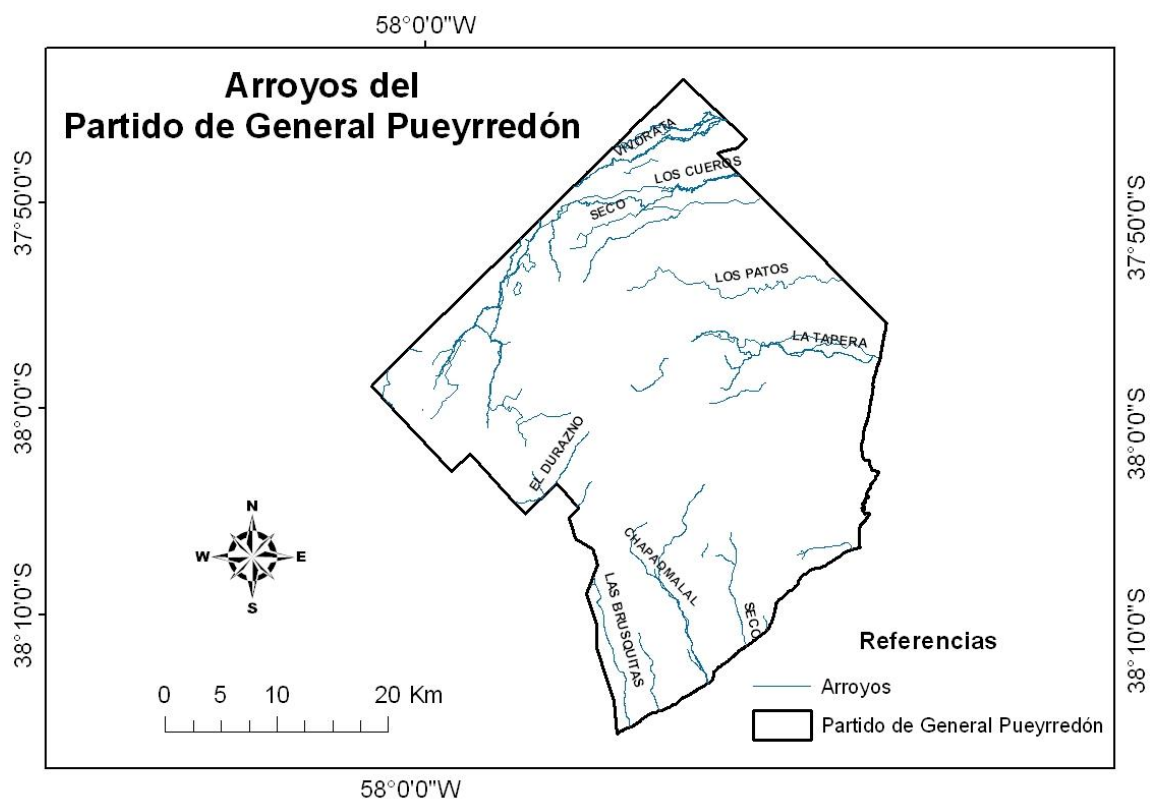 58°0'0"W
Arroyos del
Partido de General Pueyrredón
VIVORATA
LOS CUEROS
SECO
37°50'0"S
37°50'0"S
LOS PATOS
LA TAPERA
38°0'0"S
38°0'0"S
EL DURAZNO
N
W E
S
CHAPADMALAL
LAS BRUSQUITAS
SECO
38°10'0"S
38°10'0"S
Referencias
Arroyos
Partido de General Pueyrredón
0 5 10 20 Km
58°0'0"W